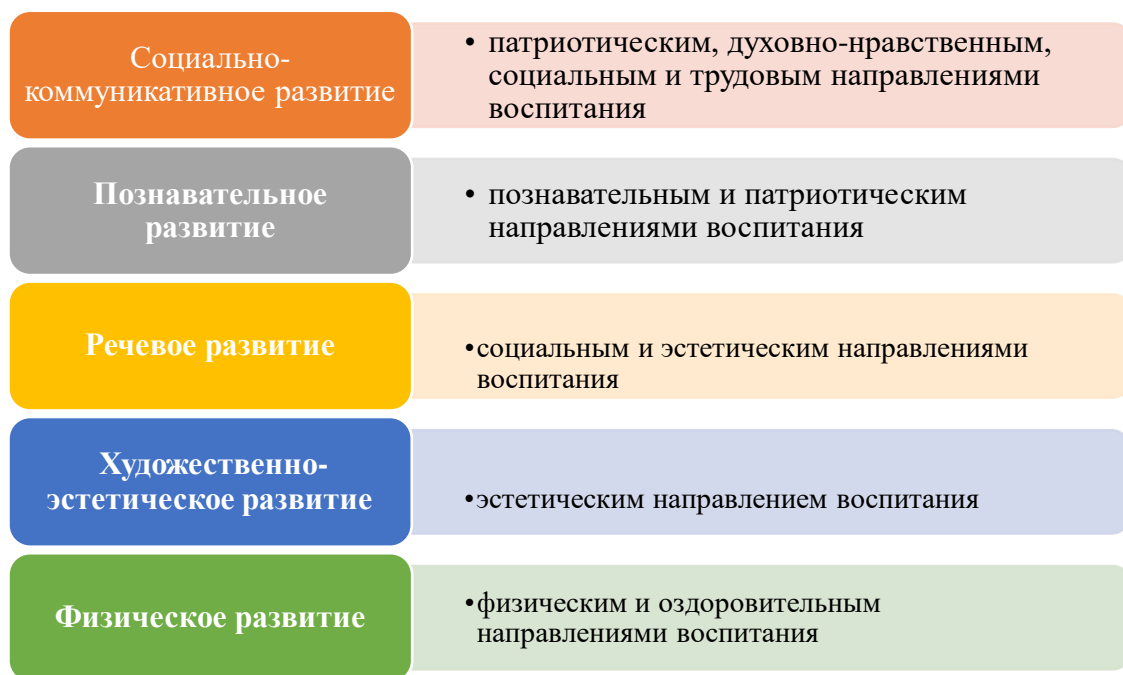 Социально-
коммуникативное развитие
• патриотическим, духовно-нравственным,
социальным и трудовым направлениями
воспитания
Познавательное
развитие
• познавательным и патриотическим
направлениями воспитания
Речевое развитие
•социальным и эстетическим направлениями
воспитания
Художественно-
эстетическое развитие
•эстетическим направлением воспитания
Физическое развитие
•физическим и оздоровительным
направлениями воспитания